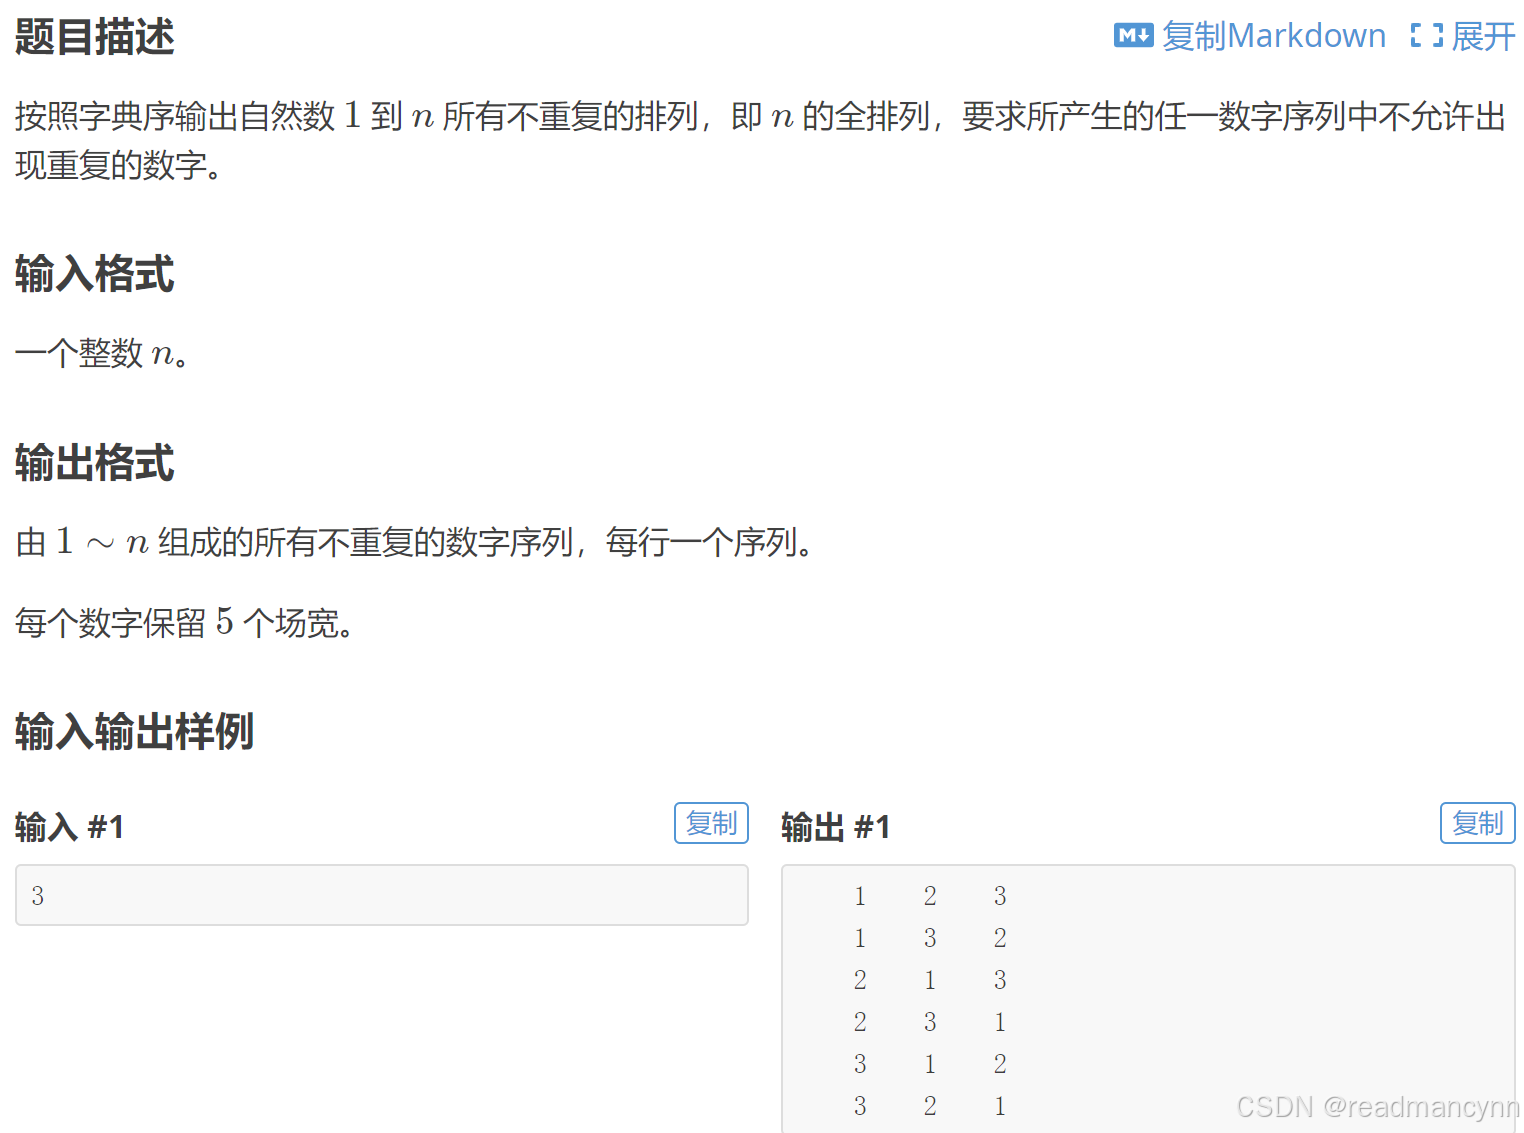 题目描述
复制Markdown 展开
按照字典序输出自然数 1 到 n 所有不重复的排列，即 n 的全排列，要求所产生的任一数字序列中不允许出
现重复的数字。
输入格式
一个整数 n。
输出格式
由 1 ∼ n 组成的所有不重复的数字序列，每行一个序列。
每个数字保留 5 个场宽。
输入输出样例
输入 #1
复制
3
输出 #1
复制
1 2 3
1 3 2
2 1 3
2 3 1
3 1 2
3 2 1
CSDN @readmancynn